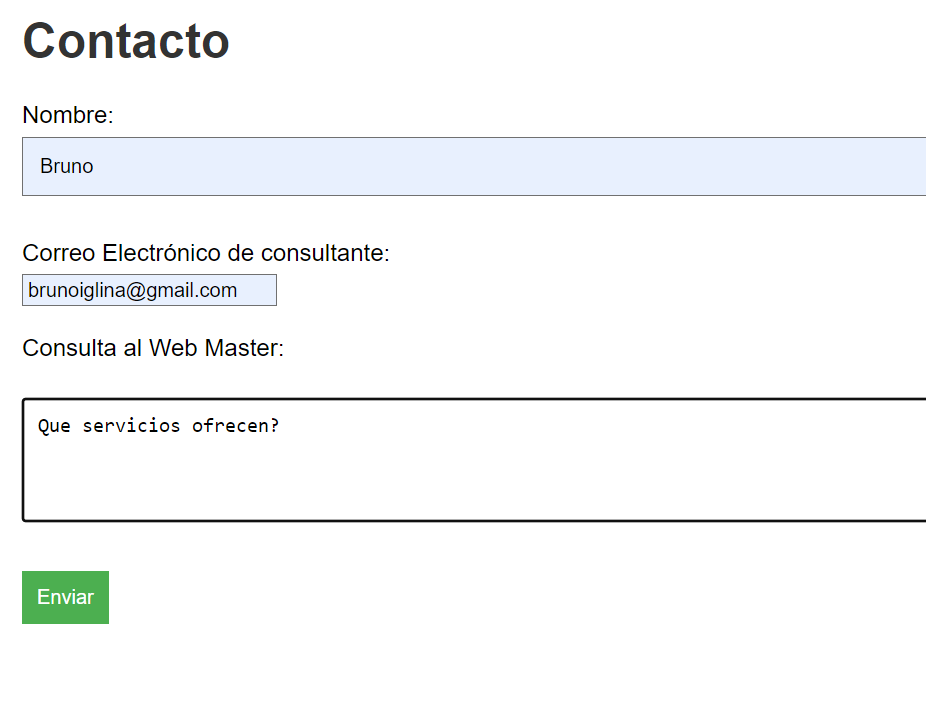 Contacto
Nombre:
Bruno
Correo Electrónico de consultante:
brunoiglina@gmail.com
Consulta al Web Master:
Que servicios ofrecen?
Enviar